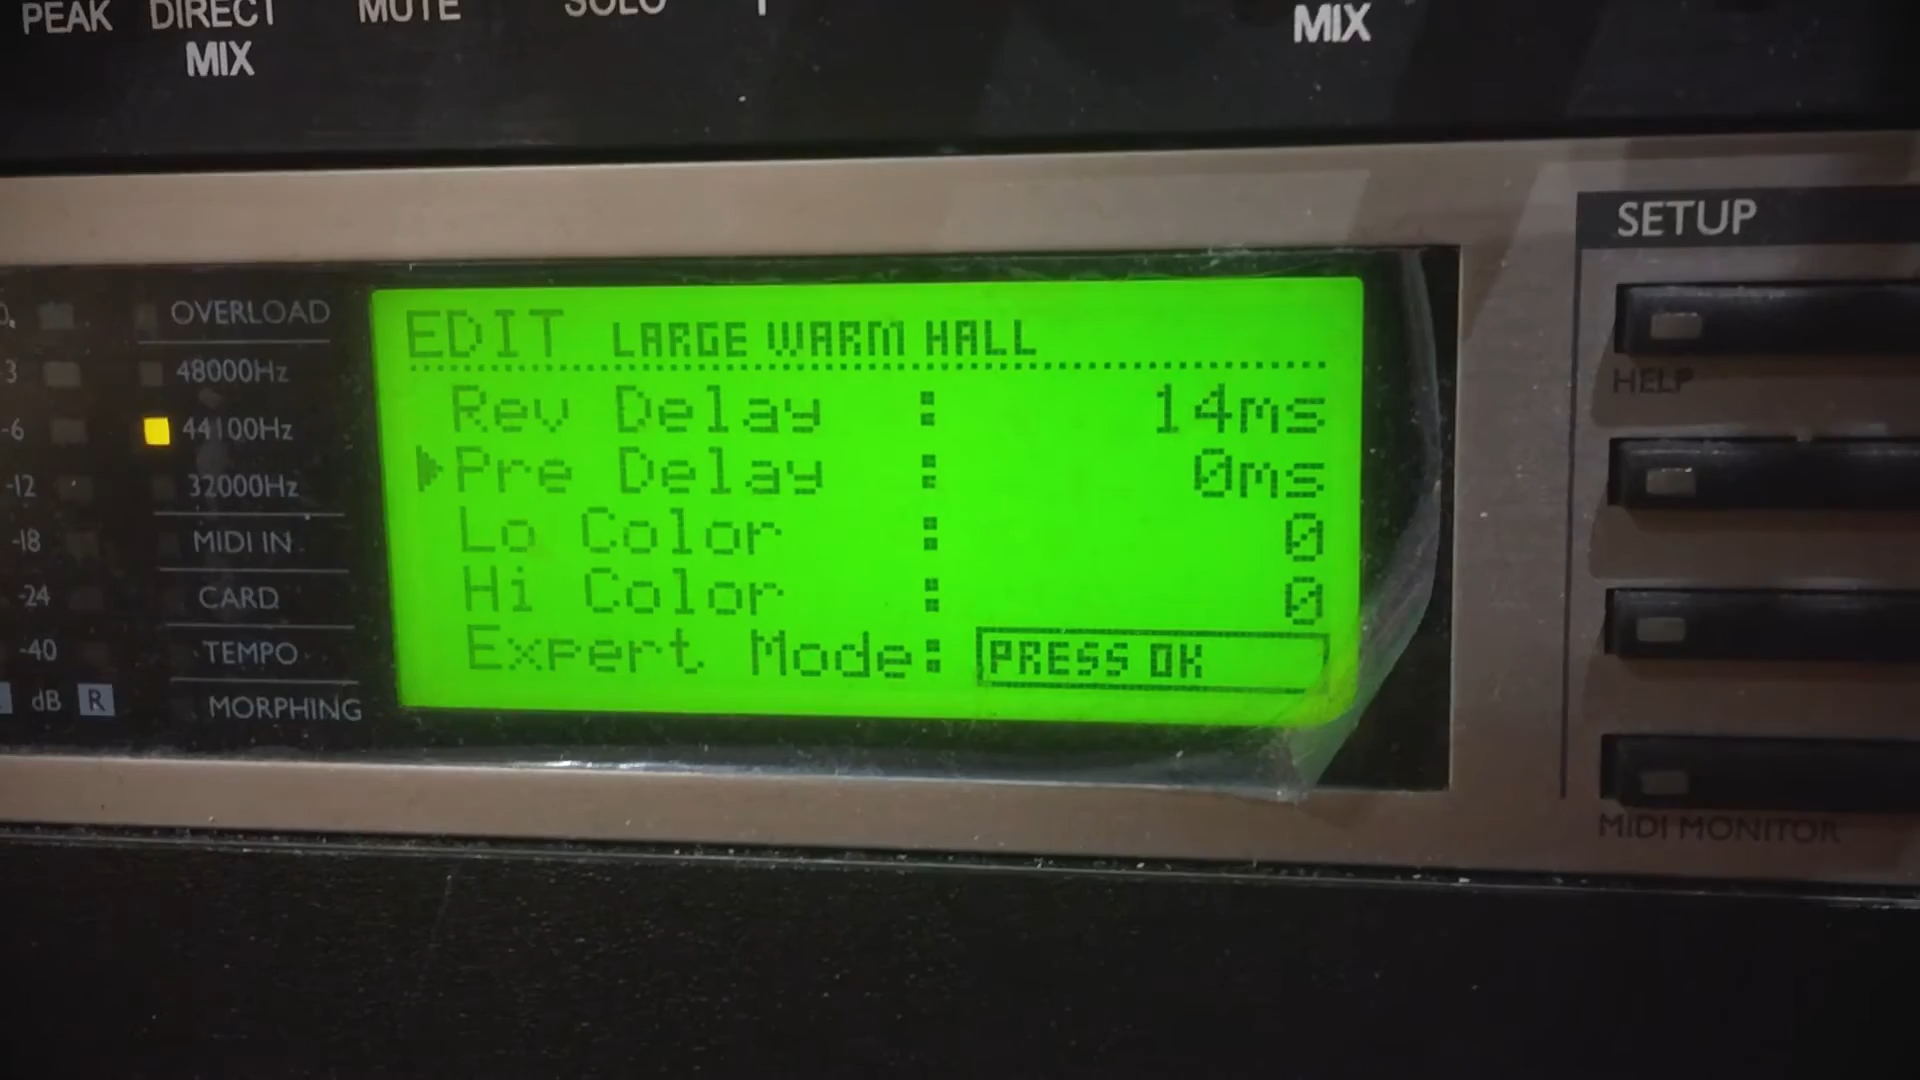 PEAK DIRECT MIX MUTE SOLO
MIX
OVERLOAD
48000Hz
44100Hz
32000Hz
MIDI IN
CARD
TEMPO
MORPHING
-3
-6
-12
-18
-24
-40
dB R
EDIT LARGE WARM HALL
Rev Delay : 14ms
Pre Delay : 0ms
Lo Color : 0
Hi Color : 0
Expert Mode: PRESS OK
SETUP
HELP
MIDI MONITOR